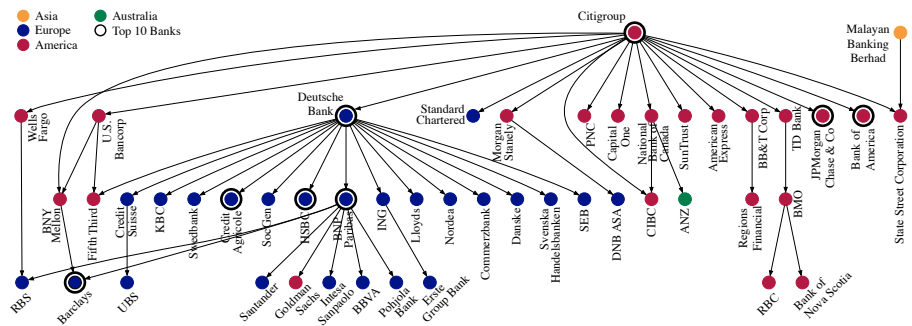 Asia
Europe
America
Australia
Top 10 Banks
Citigroup
Malayan
Banking
Berhad
Wells
Fargo
U.S.
Bancorp
Deutsche
Bank
Standard
Chartered
Morgan
Stanely
PNC
Capital
One
National
Bank of
Canada
SunTrust
American
Express
BB&T Corp
TD Bank
JPMorgan
Chase & Co
Bank of
America
State Street Corporation
BNY
Mellon
Fifth Third
Credit
Suisse
KBC
Swedbank
Credit
Agricole
SocGen
HSBC
BNP
Paribas
ING
Lloyds
Nordea
Commerzbank
Danske
Svenska
Handelsbanken
SEB
DNB ASA
CIBC
ANZ
Regions
Financial
BMO
RBS
Barclays
UBS
Santander
Goldman
Sachs
Intesa
Sanpaolo
BBVA
Pohjola
Bank
Erste
Group Bank
RBC
Bank of
Nova Scotia